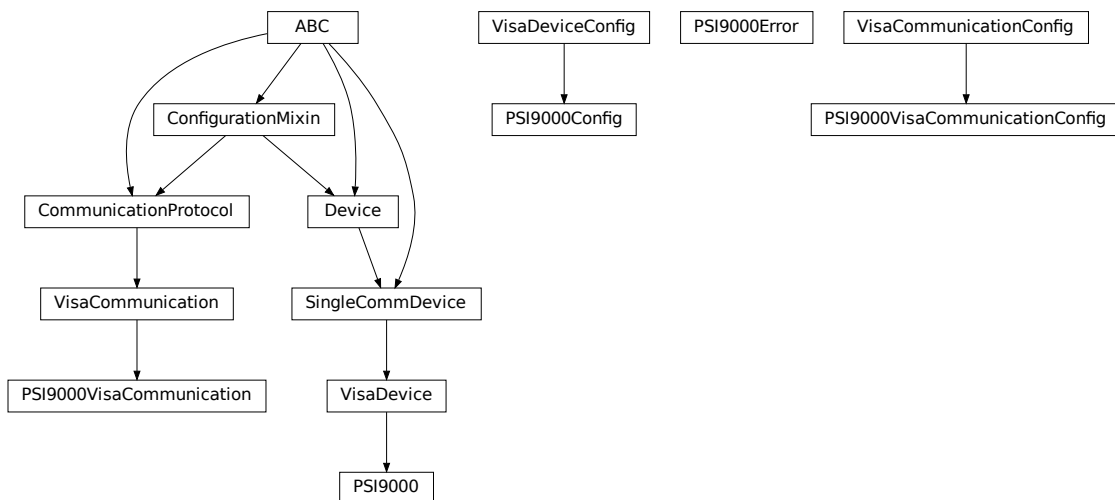 ABC
VisaDeviceConfig
PSI9000Error
VisaCommunicationConfig
ConfigurationMixin
PSI9000Config
PSI9000VisaCommunicationConfig
CommunicationProtocol
Device
VisaCommunication
SingleCommDevice
PSI9000VisaCommunication
VisaDevice
PSI9000